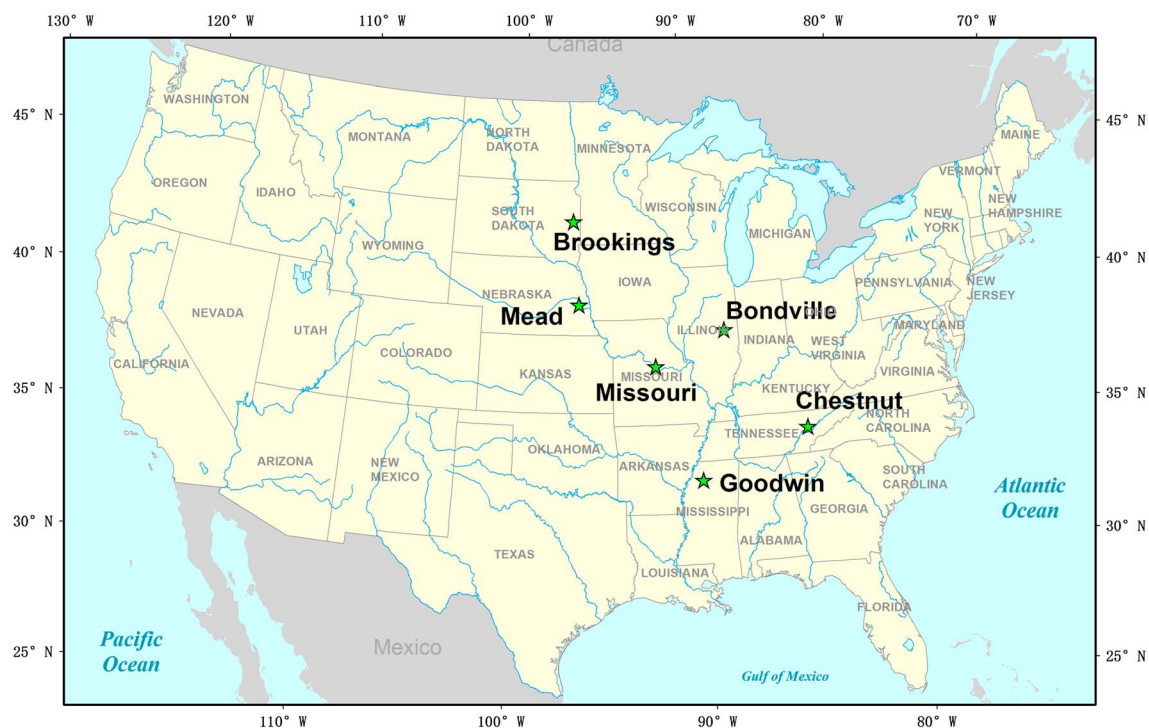 130° W 120° W 110° W 100° W 90° W 80° W 70° W
Canada
WASHINGTON
45° N
45° N
MONTANA
NORTH
DAKOTA
MINNESOTA
MAINE
OREGON
IDAHO
VERMONT
SOUTH
DAKOTA
WISCONSIN
NEW
HAMPSHIRE
NEW
YORK
MICHIGAN
WYOMING
Brookings
40° N
40° N
IOWA
NEBRASKA
PENNSYLVANIA
NEW
JERSEY
NEVADA
Mead
Bondville
OHIO
UTAH
ILLINOIS
INDIANA
WEST
VIRGINIA
MARYLAND
COLORADO
CALIFORNIA
KANSAS
MISSOURI
VIRGINIA
35° N
35° N
Missouri
KENTUCKY
Chestnut
NORTH
CAROLINA
TENNESSEE
OKLAHOMA
ARIZONA
NEW
MEXICO
ARKANSAS
SOUTH
CAROLINA
Goodwin
Atlantic
Ocean
MISSISSIPPI
GEORGIA
30° N
30° N
ALABAMA
TEXAS
LOUISIANA
FLORIDA
Pacific
Ocean
Mexico
25° N
25° N
Gulf of Mexico
110° W 100° W 90° W 80° W